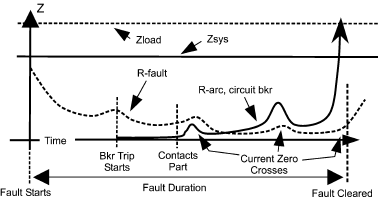 Z
Zload
Zsys
R-fault
R-arc, circuit bkr
Time
Bkr Trip
Starts
Contacts
Part
Current Zero
Crosses
Fault Starts
Fault Duration
Fault Cleared